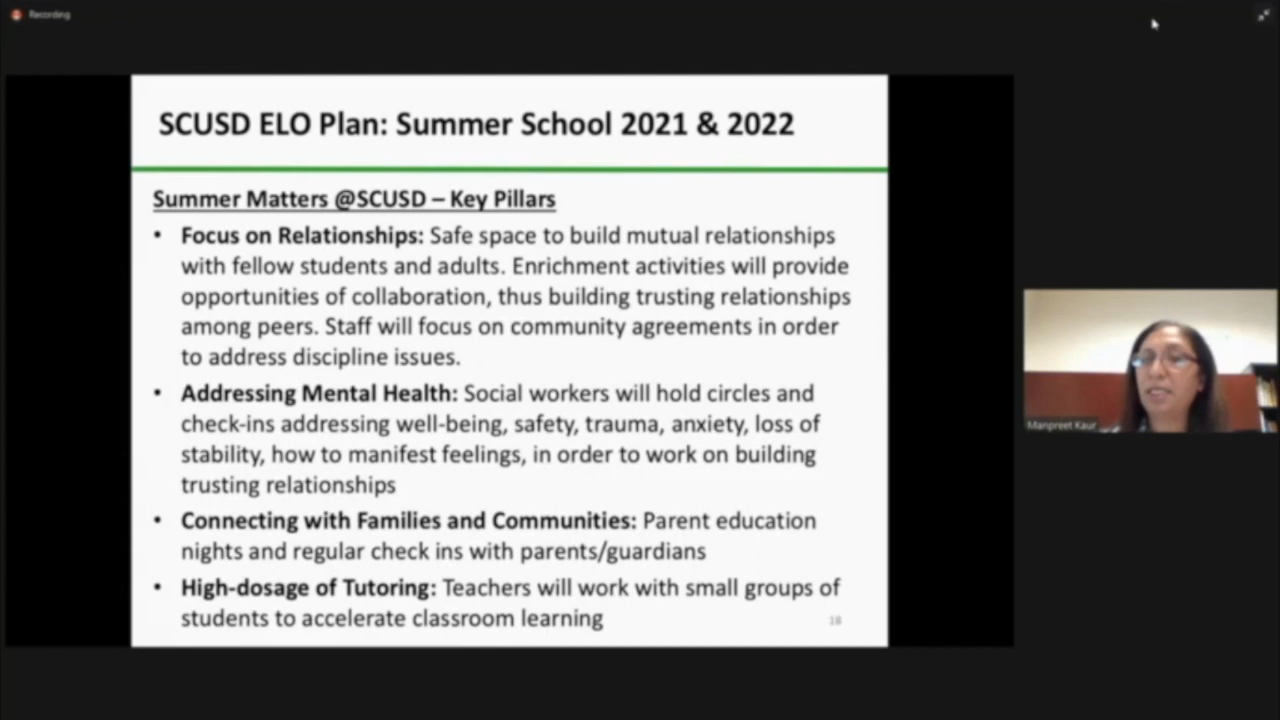 Recording
SCUSD ELO Plan: Summer School 2021 & 2022
Summer Matters @SCUSD – Key Pillars
• Focus on Relationships: Safe space to build mutual relationships
with fellow students and adults. Enrichment activities will provide
opportunities of collaboration, thus building trusting relationships
among peers. Staff will focus on community agreements in order
to address discipline issues.
• Addressing Mental Health: Social workers will hold circles and
check-ins addressing well-being, safety, trauma, anxiety, loss of
stability, how to manifest feelings, in order to work on building
trusting relationships
• Connecting with Families and Communities: Parent education
nights and regular check ins with parents/guardians
• High-dosage of Tutoring: Teachers will work with small groups of
students to accelerate classroom learning
18
Manpreet Kaur